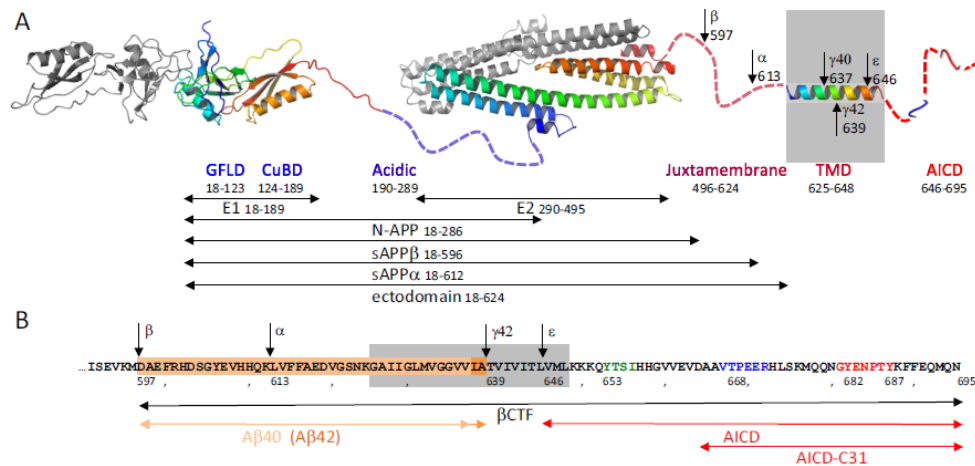 A
β
597
α
613
γ40
637
ε
646
γ42
639
GFLD CuBD Acidic Juxtamembrane TMD AICD
18-123 124-189 190-289 496-624 625-648 646-695
E1 18-189 E2 290-495
N-APP 18-286
sAPPβ 18-596
sAPPα 18-612
ectodomain 18-624
B
β α γ42 ε
...ISEVKMDAEFRHDSGYEVHHQKLVFFAEDVGSNKGAIIGLMVGGVVIATVIVITLVMLKKKQYTSIHHGVVEVDAAVTPEERHLSKMQQNGYENPTYKFFEQMQN
597 , 613 , , 639 646 653 , 668 , 682 687 695
βCTF
Aβ40 (Aβ42) AICD
AICD-C31